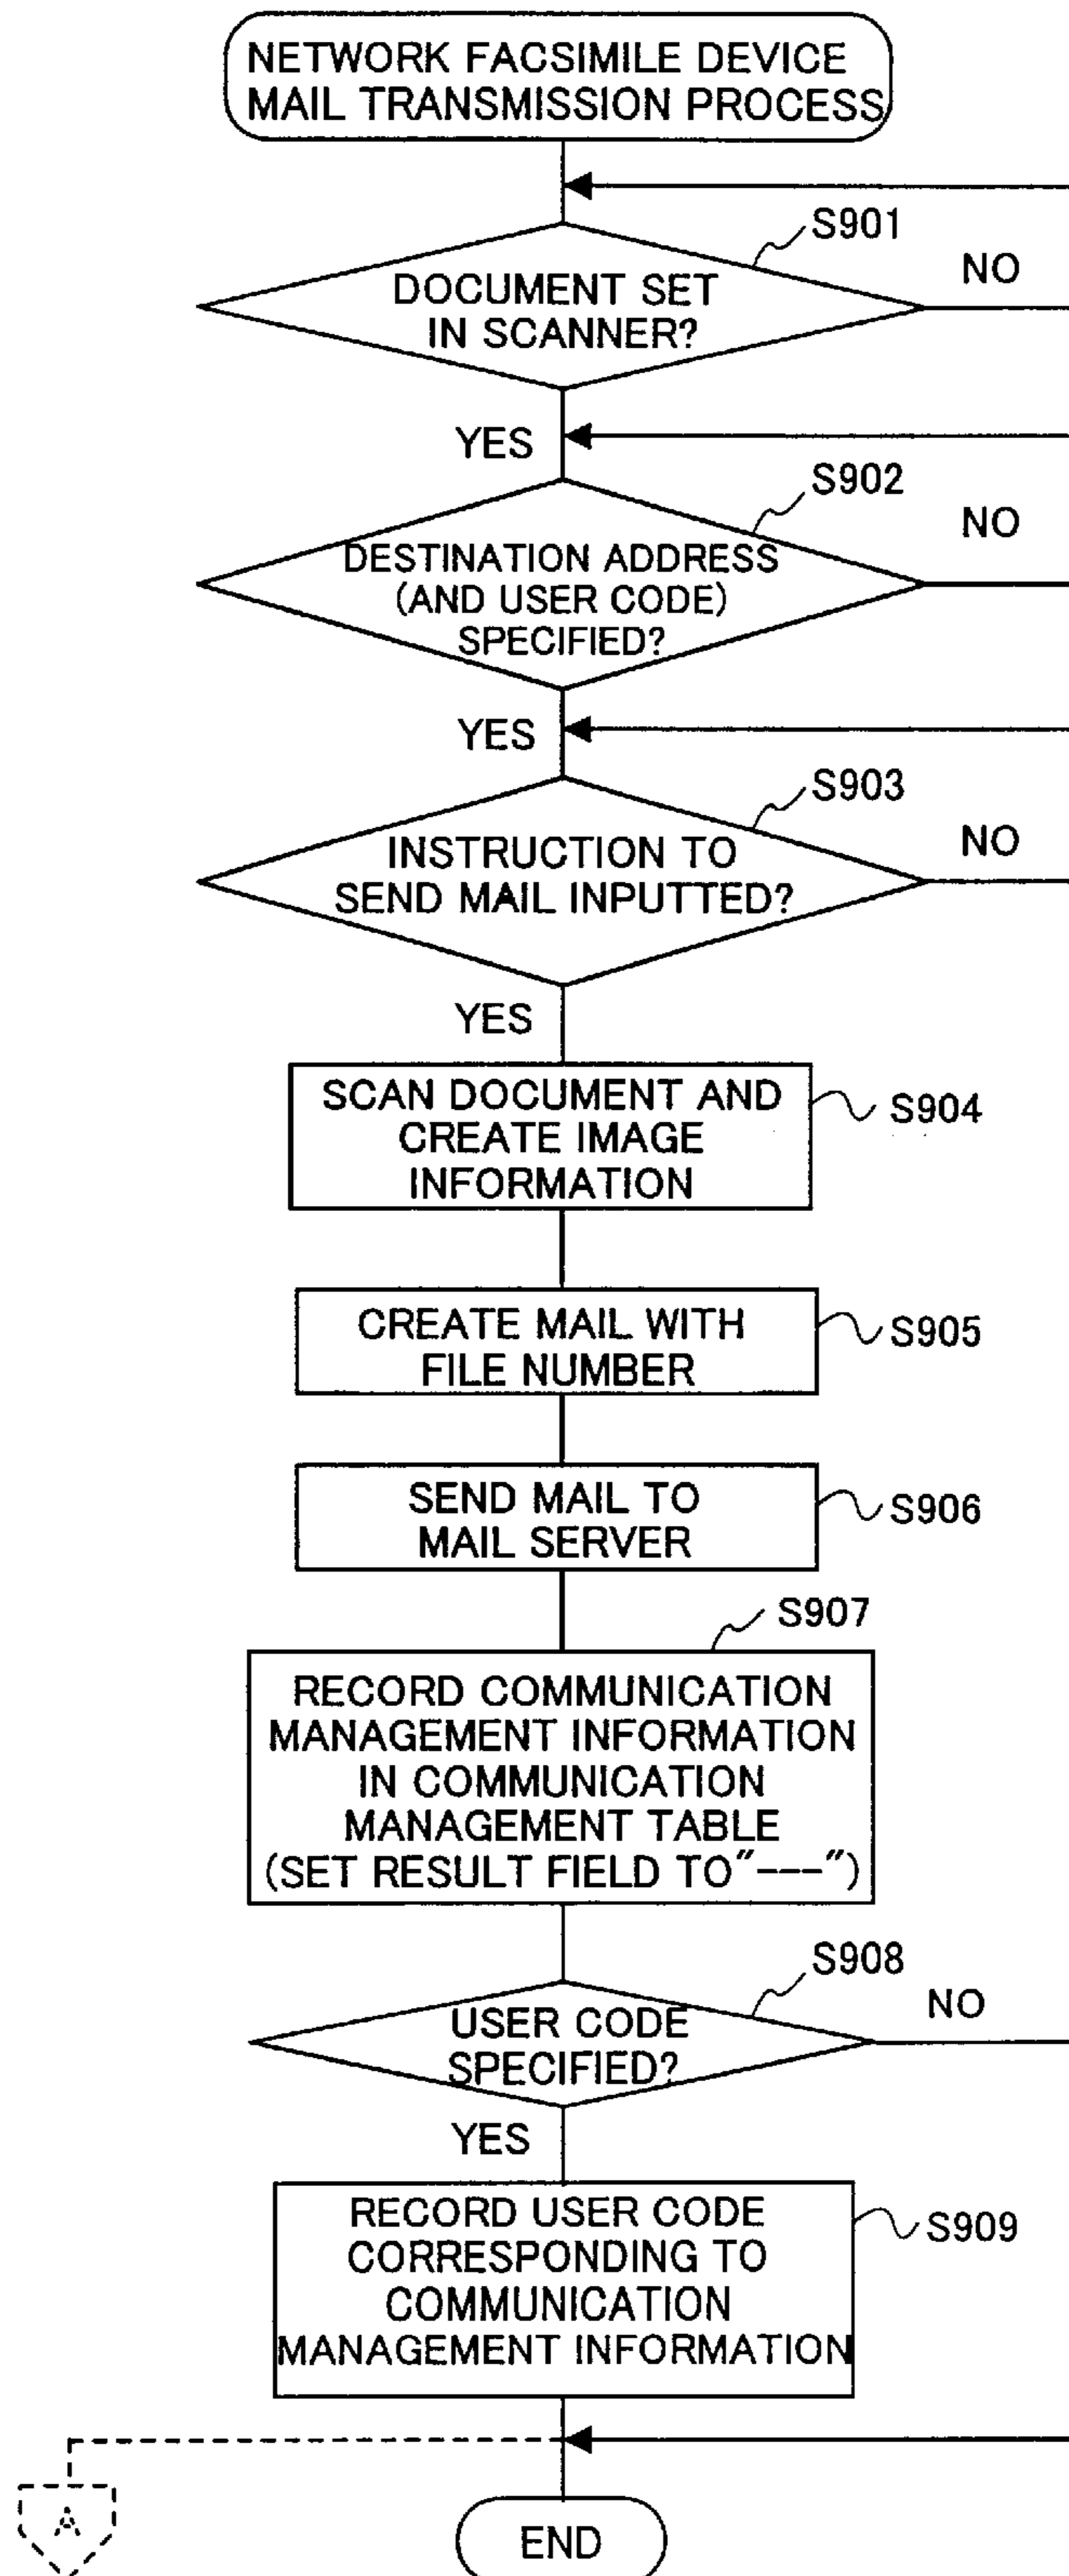 NETWORK FACSIMILE DEVICE
MAIL TRANSMISSION PROCESS
S901
NO
DOCUMENT SET
IN SCANNER?
YES
S902
NO
DESTINATION ADDRESS
(AND USER CODE)
SPECIFIED?
YES
S903
NO
INSTRUCTION TO
SEND MAIL INPUTTED?
YES
SCAN DOCUMENT AND
CREATE IMAGE
INFORMATION
S904
CREATE MAIL WITH
FILE NUMBER
S905
SEND MAIL TO
MAIL SERVER
S906
S907
RECORD COMMUNICATION
MANAGEMENT INFORMATION
IN COMMUNICATION
MANAGEMENT TABLE
(SET RESULT FIELD TO"---")
S908
NO
USER CODE
SPECIFIED?
YES
RECORD USER CODE
CORRESPONDING TO
COMMUNICATION
MANAGEMENT INFORMATION
S909
A
END